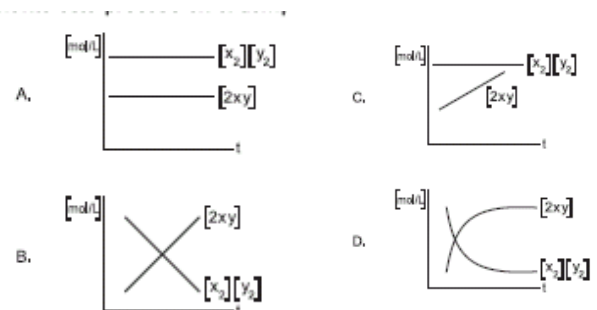 [mol/L]
[x₂][y₂]
A.
[2xy]
t
[mol/L]
[x₂][y₂]
C.
[2xy]
t
[mol/L]
[2xy]
B.
[x₂][y₂]
t
[mol/L]
[2xy]
D.
[x₂][y₂]
t